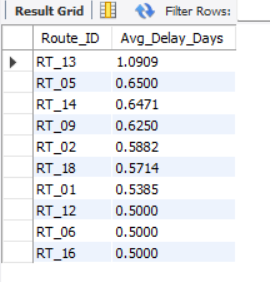 Result Grid Filter Rows:
Route_ID Avg_Delay_Days
RT_13 1.0909
RT_05 0.6500
RT_14 0.6471
RT_09 0.6250
RT_02 0.5882
RT_18 0.5714
RT_01 0.5385
RT_12 0.5000
RT_06 0.5000
RT_16 0.5000